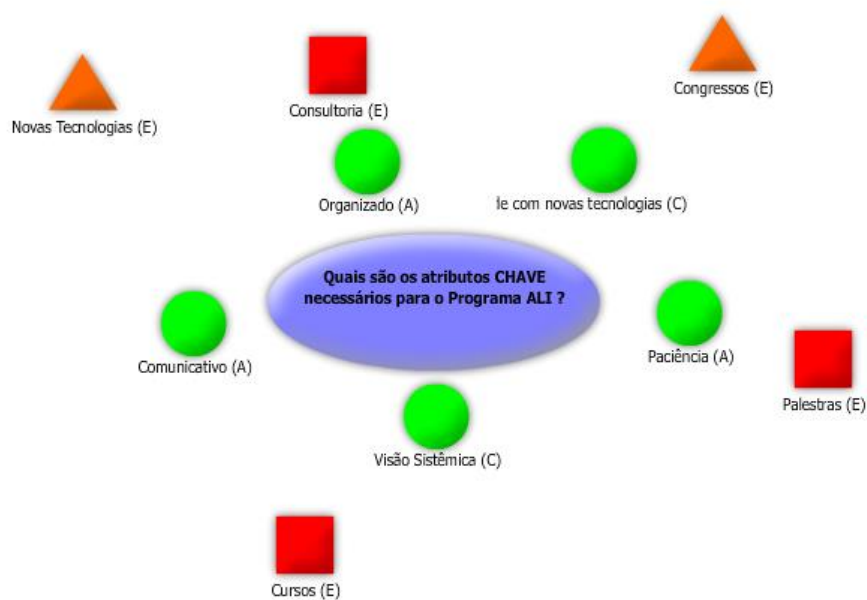 Congressos (E)
Consultoria (E)
Novas Tecnologias (E)
Organizado (A)
de com novas tecnologias (C)
Quais são os atributos CHAVE
necessários para o Programa ALI ?
Comunicativo (A)
Paciência (A)
Palestras (E)
Visão Sistêmica (C)
Cursos (E)